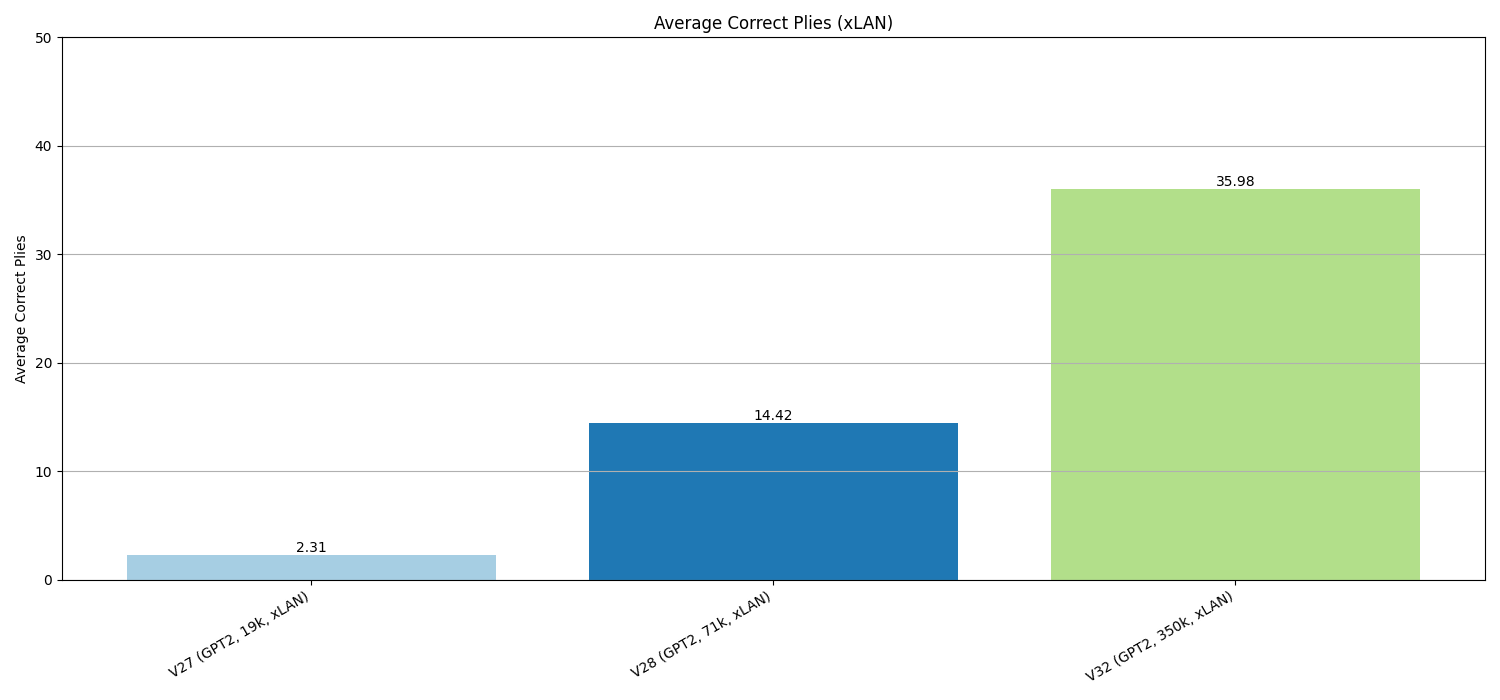 Average Correct Plies (xLAN)
Average Correct Plies
50
40
30
20
10
0
2.31
14.42
35.98
V27 (GPT2, 19k, xLAN)
V28 (GPT2, 71k, xLAN)
V32 (GPT2, 350k, xLAN)